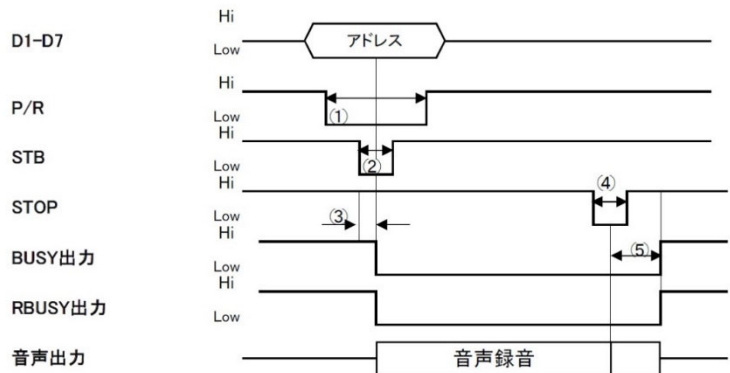 Hi
D1-D7
アドレス
Low
Hi
P/R
①
Low
Hi
STB
②
Low
Hi
④
STOP
Low
③
Hi
⑤
BUSY出力
Low
Hi
RBUSY出力
Low
音声出力
音声録音